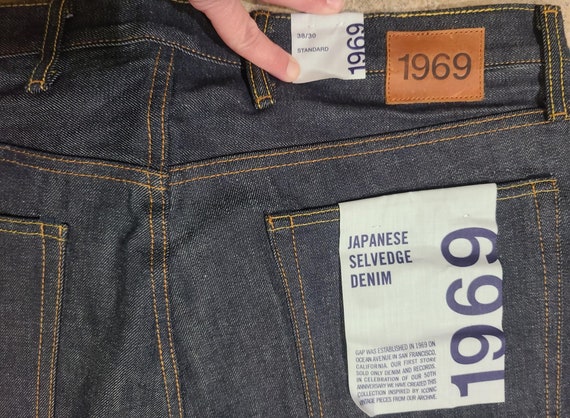 38/30
STANDARD
1969
1969
JAPANESE
SELVEDGE
DENIM
1969
GAP WAS ESTABLISHED IN 1969 ON
OCEAN AVENUE IN SAN FRANCISCO,
CALIFORNIA. OUR FIRST STORE
SOLD ONLY DENIM AND RECORDS.
IN CELEBRATION OF OUR 50TH
ANNIVERSARY WE HAVE CREATED THIS
COLLECTION INSPIRED BY ICONIC
VINTAGE PIECES FROM OUR ARCHIVE.